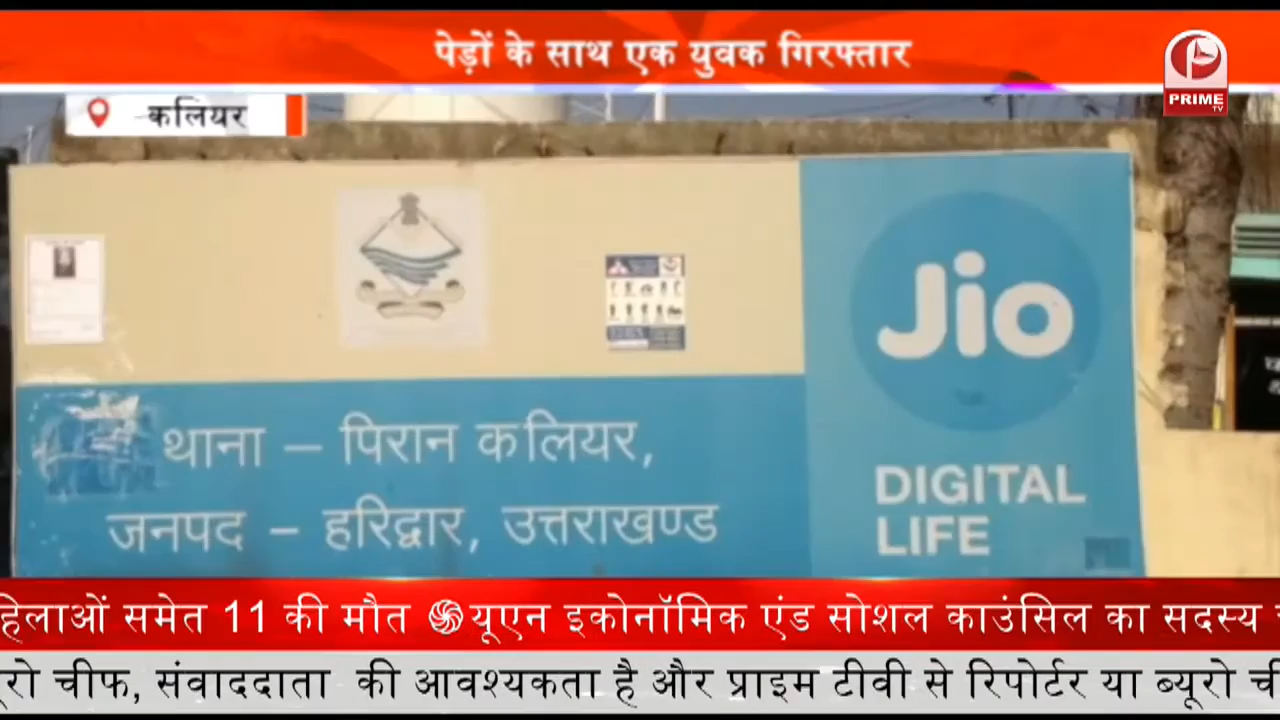 पेड़ों के साथ एक युवक गिरफ्तार
PRIME
TV
कलियर
Jio
थाना – पिरान कलियर,
जनपद – हरिद्वार, उत्तराखण्ड
DIGITAL
LIFE
हिलाओं समेत 11 की मौत यूएन इकोनॉमिक एंड सोशल काउंसिल का सदस्य
रो चीफ, संवाददाता की आवश्यकता है और प्राइम टीवी से रिपोर्टर या ब्यूरो ची